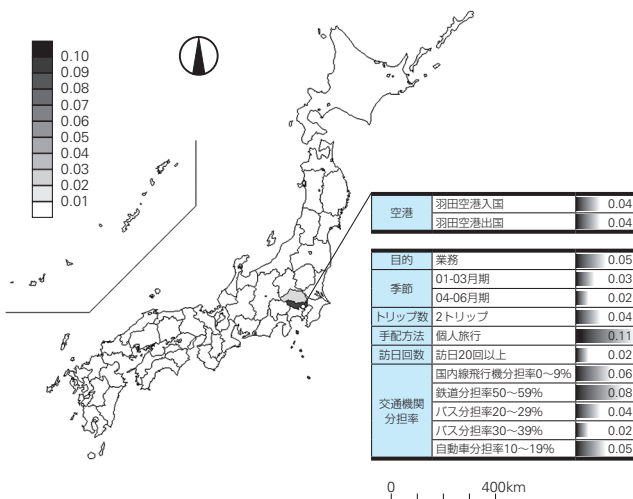 0.10
0.09
0.08
0.07
0.06
0.05
0.04
0.03
0.02
0.01
空港 羽田空港入国 0.04
羽田空港出国 0.04
目的 業務 0.05
季節 01-03月期 0.03
04-06月期 0.02
トリップ数 2トリップ 0.04
手配方法 個人旅行 0.11
訪日回数 訪日20回以上 0.02
交通機関分担率 国内線飛行機分担率0〜9% 0.06
鉄道分担率50〜59% 0.08
バス分担率20〜29% 0.04
バス分担率30〜39% 0.02
自動車分担率10〜19% 0.05
0 400km